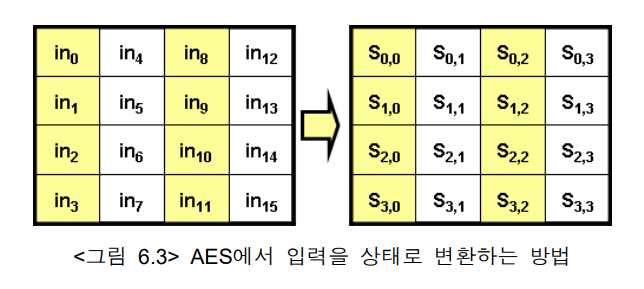 in0 in4 in8 in12 S0,0 S0,1 S0,2 S0,3
in1 in5 in9 in13 S1,0 S1,1 S1,2 S1,3
in2 in6 in10 in14 S2,0 S2,1 S2,2 S2,3
in3 in7 in11 in15 S3,0 S3,1 S3,2 S3,3
<그림 6.3> AES에서 입력을 상태로 변환하는 방법